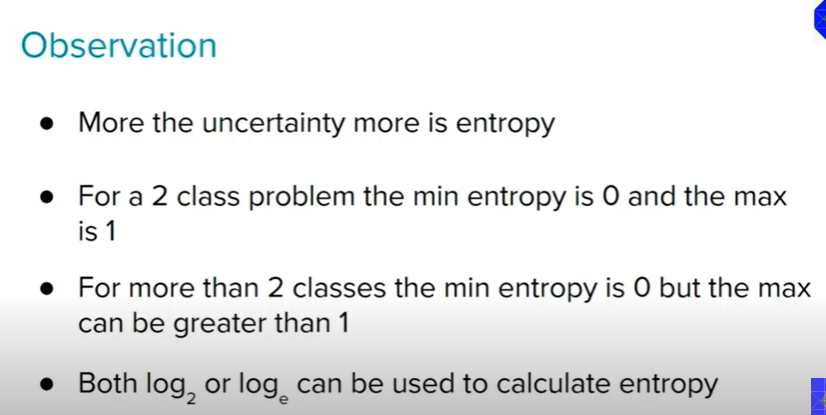 Observation
● More the uncertainty more is entropy
● For a 2 class problem the min entropy is 0 and the max
is 1
● For more than 2 classes the min entropy is 0 but the max
can be greater than 1
● Both log₂ or logₑ can be used to calculate entropy